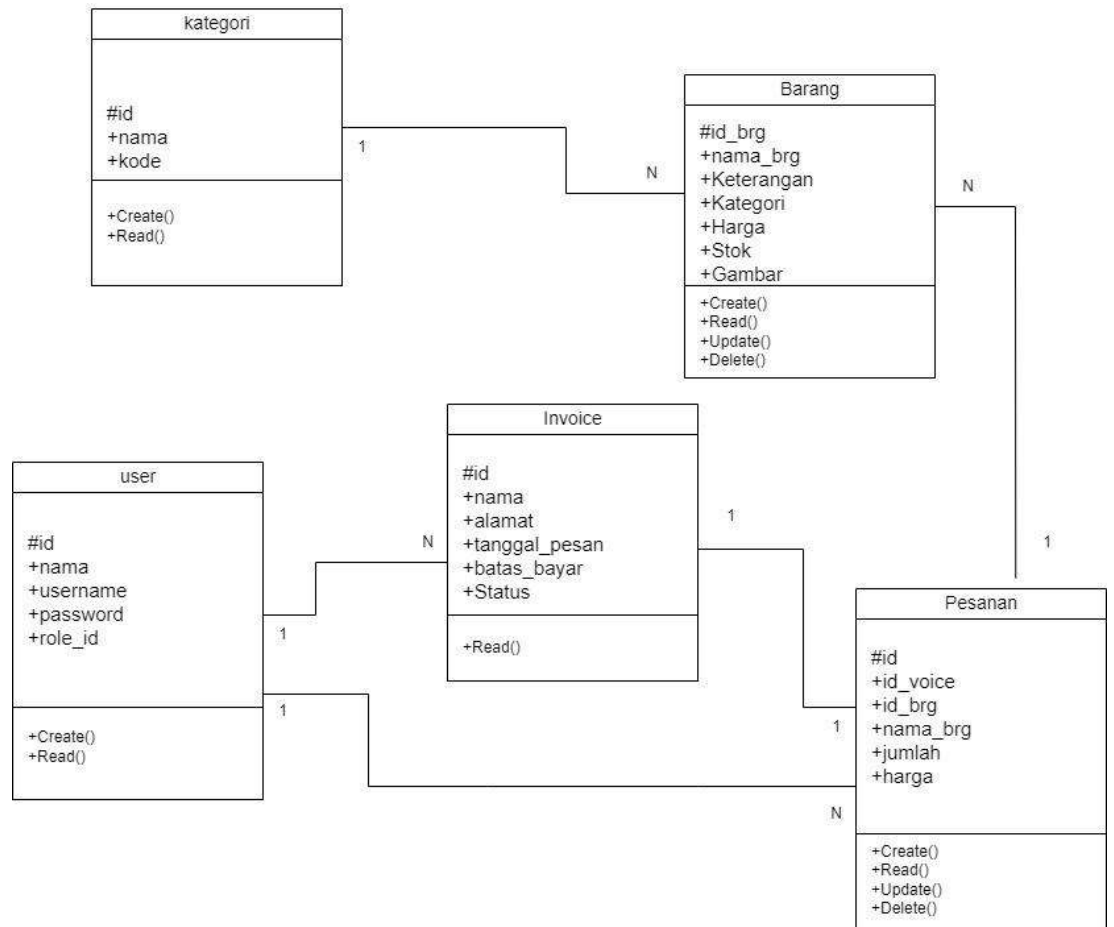 kategori
#id
+nama
+kode
+Create()
+Read()
1
N
Barang
#id_brg
+nama_brg
+Keterangan
+Kategori
+Harga
+Stok
+Gambar
+Create()
+Read()
+Update()
+Delete()
N
1
Invoice
#id
+nama
+alamat
+tanggal_pesan
+batas_bayar
+Status
+Read()
N
1
1
user
#id
+nama
+username
+password
+role_id
+Create()
+Read()
1
1
N
Pesanan
#id
+id_voice
+id_brg
+nama_brg
+jumlah
+harga
+Create()
+Read()
+Update()
+Delete()